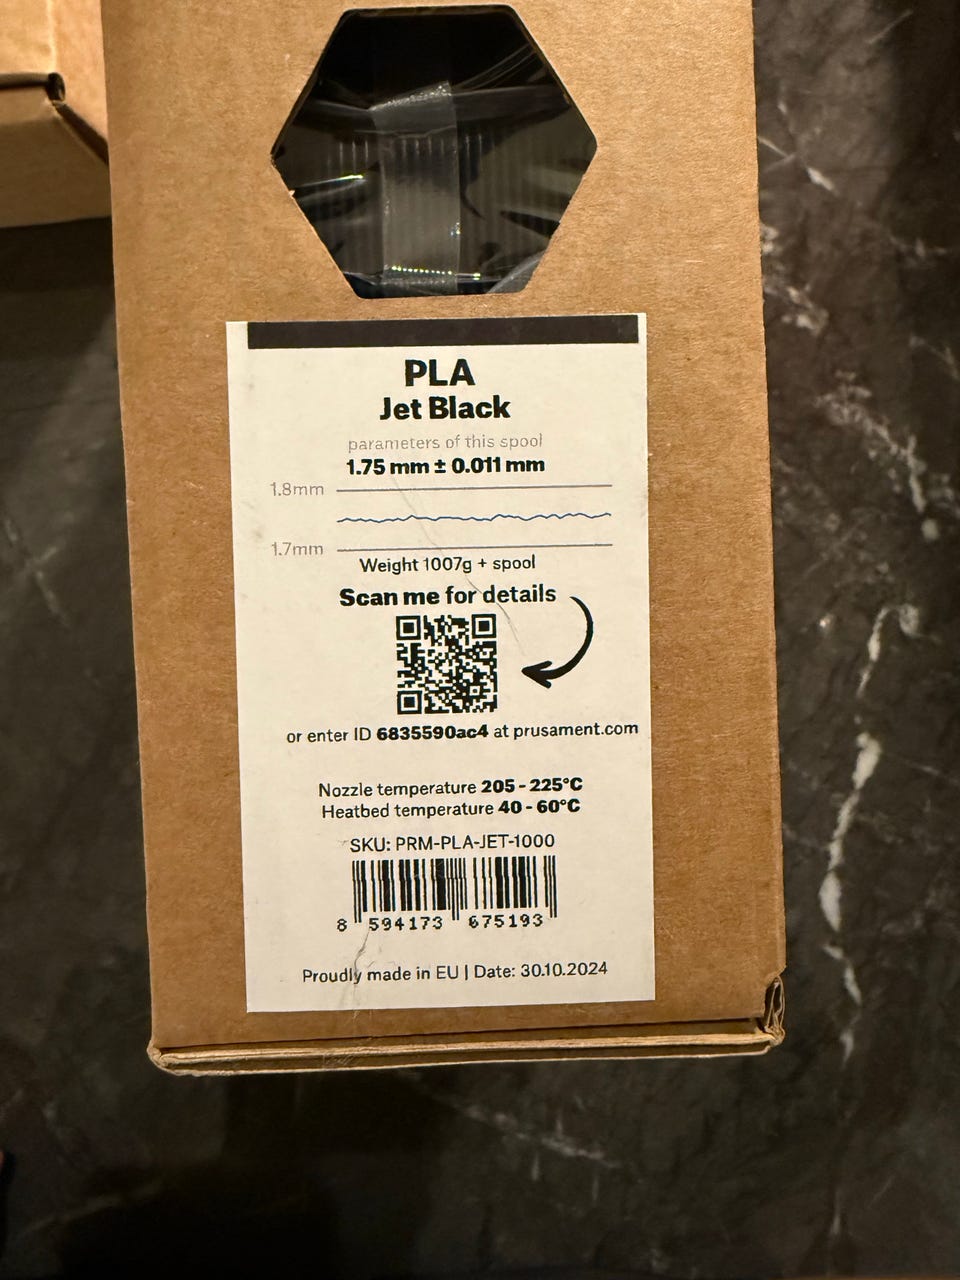 PLA
Jet Black
parameters of this spool
1.75 mm ± 0.011 mm
1.8mm
1.7mm
Weight 1007g + spool
Scan me for details
or enter ID 6835590ac4 at prusament.com
Nozzle temperature 205 - 225°C
Heatbed temperature 40 - 60°C
SKU: PRM-PLA-JET-1000
8 594173 675193
Proudly made in EU | Date: 30.10.2024